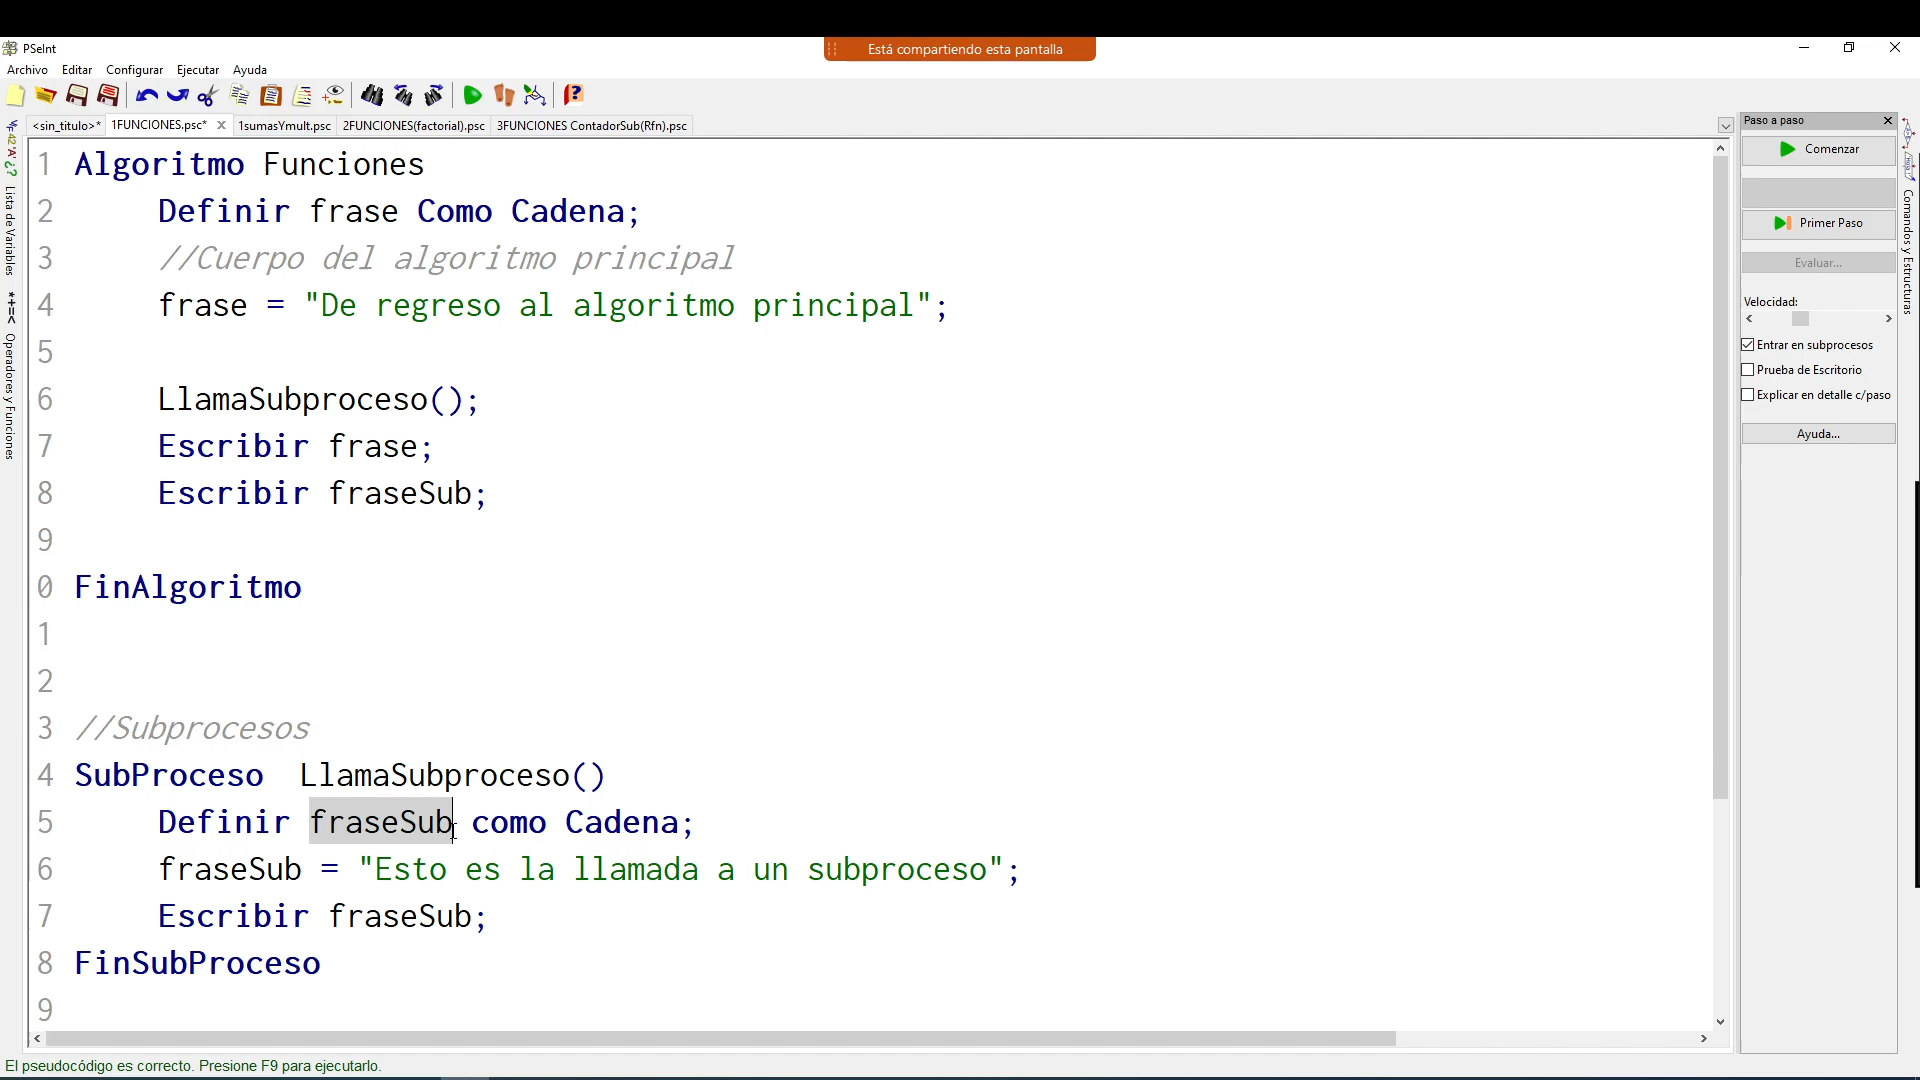 PSeInt
Está compartiendo esta pantalla
Archivo Editar Configurar Ejecutar Ayuda
<sin_titulo>* 1FUNCIONES.psc* 1sumasYmult.psc 2FUNCIONES(factorial).psc 3FUNCIONES ContadorSub(Rfn).psc
1 Algoritmo Funciones
2 Definir frase Como Cadena;
3 //Cuerpo del algoritmo principal
4 frase = "De regreso al algoritmo principal";
5
6 LlamaSubproceso();
7 Escribir frase;
8 Escribir fraseSub;
9
0 FinAlgoritmo
1
2
3 //Subprocesos
4 SubProceso LlamaSubproceso()
5 Definir fraseSub como Cadena;
6 fraseSub = "Esto es la llamada a un subproceso";
7 Escribir fraseSub;
8 FinSubProceso
9
El pseudocódigo es correcto. Presione F9 para ejecutarlo.
Lista de Variables
*+=< Operadores y Funciones
Paso a paso
Comenzar
Primer Paso
Evaluar...
Velocidad:
Entrar en subprocesos
Prueba de Escritorio
Explicar en detalle c/paso
Ayuda...
Comandos y Estructuras